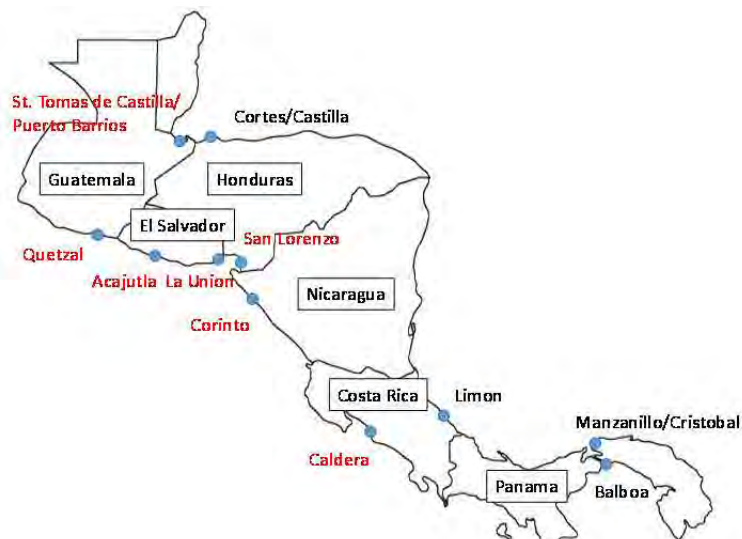 St. Tomas de Castilla/
Puerto Barrios
Cortes/Castilla
Guatemala
Honduras
El Salvador
San Lorenzo
Quetzal
Acajutla
La Union
Nicaragua
Corinto
Costa Rica
Limon
Manzanillo/Cristobal
Caldera
Panama
Balboa